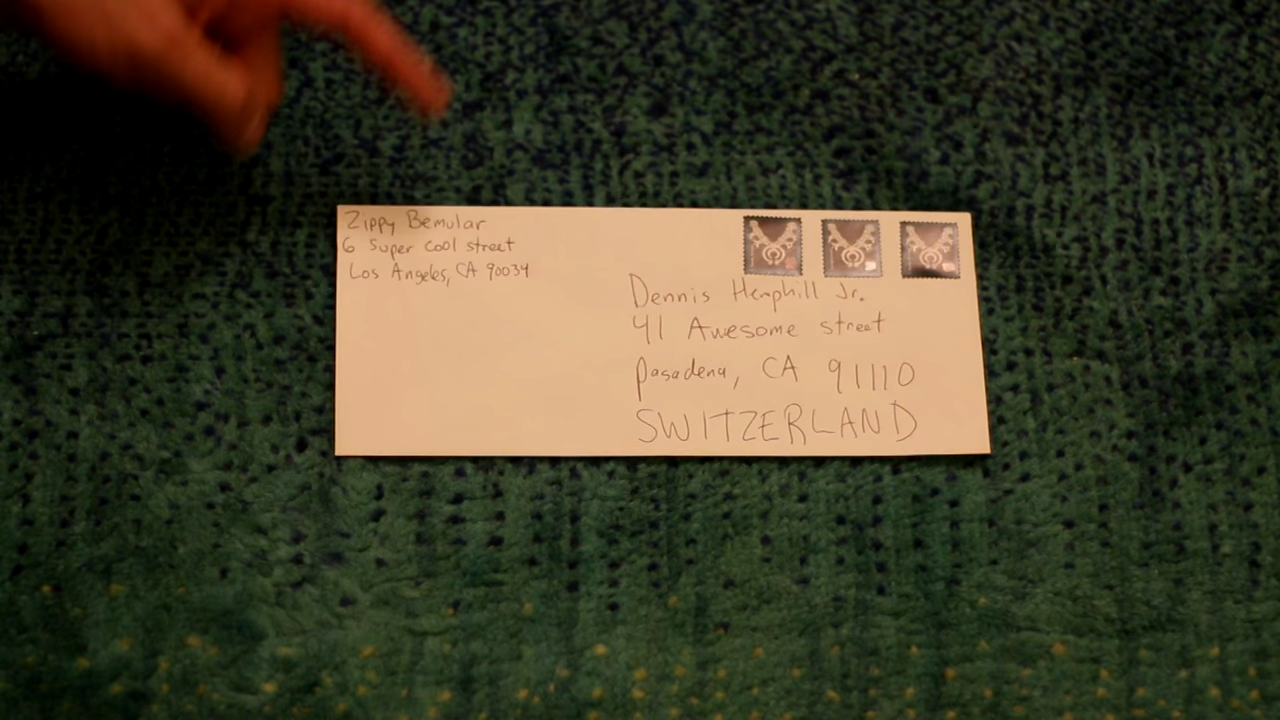 Zippy Bemular
6 Super cool street
Los Angeles, CA 90034
Dennis Hemphill Jr.
41 Awesome street
Pasadena, CA 91110
SWITZERLAND